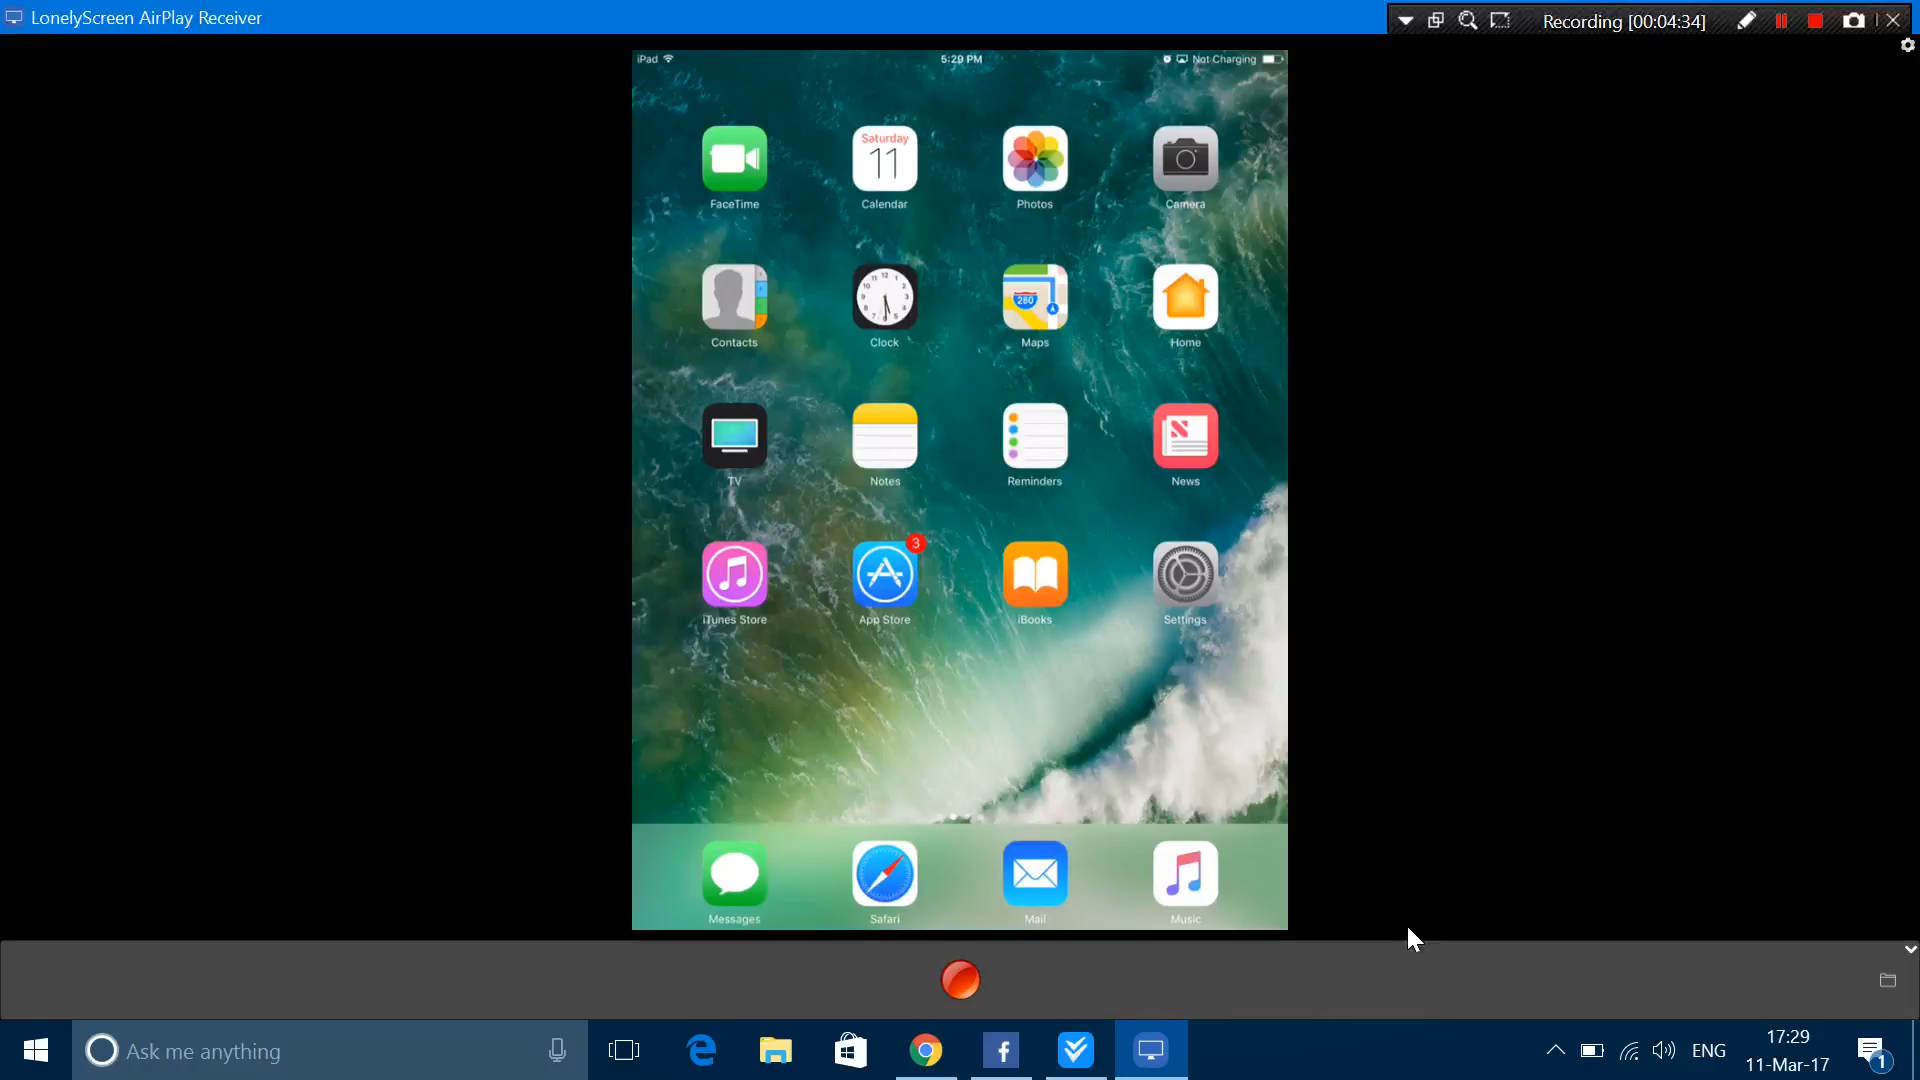 LonelyScreen AirPlay Receiver
Recording [00:04:34]
iPad
5:29 PM
Not Charging
Saturday
11
FaceTime
Calendar
Photos
Camera
280
Contacts
Clock
Maps
Home
TV
Notes
Reminders
News
3
iTunes Store
App Store
iBooks
Settings
Messages
Safari
Mail
Music
Ask me anything
ENG
17:29
11-Mar-17
1